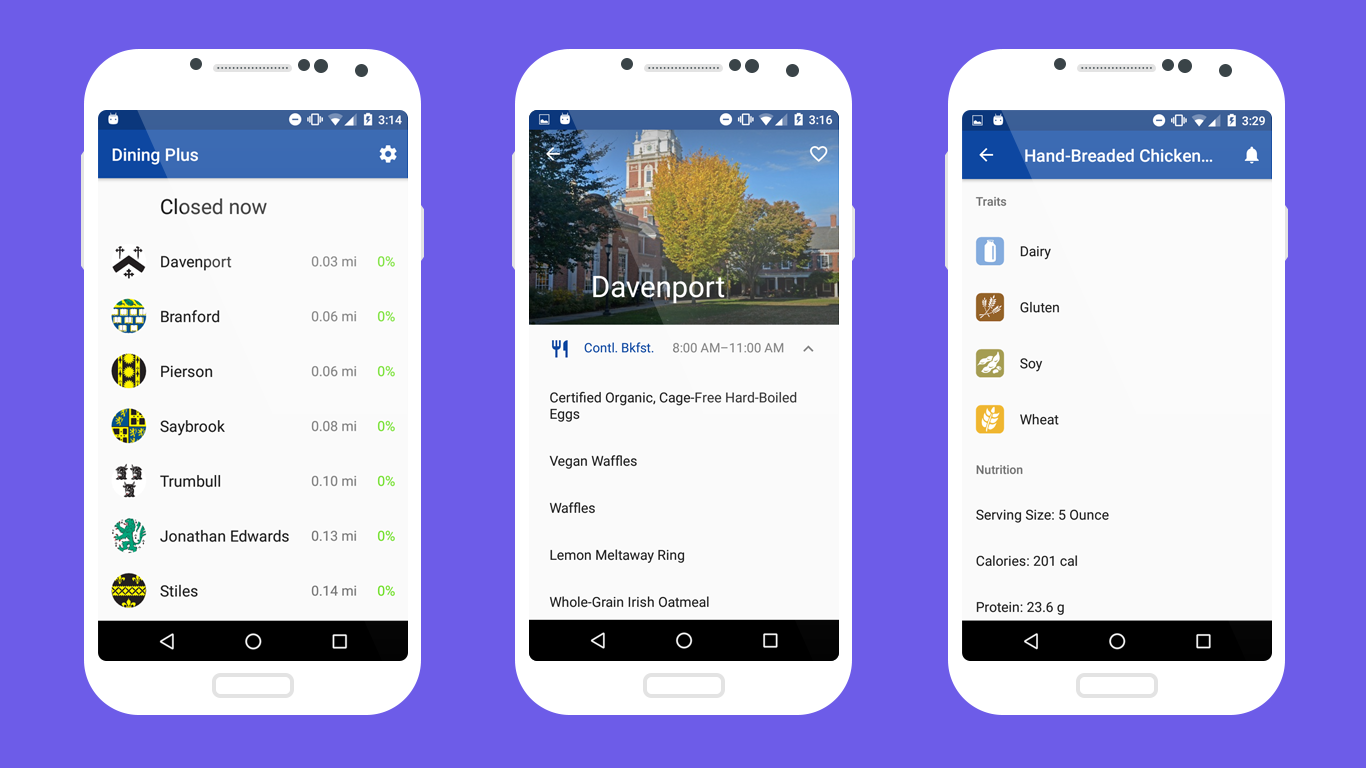 3:14
Dining Plus
Closed now
Davenport 0.03 mi 0%
Branford 0.06 mi 0%
Pierson 0.06 mi 0%
Saybrook 0.08 mi 0%
Trumbull 0.10 mi 0%
Jonathan Edwards 0.13 mi 0%
Stiles 0.14 mi 0%
3:16
Davenport
Contl. Bkfst. 8:00 AM–11:00 AM
Certified Organic, Cage-Free Hard-Boiled
Eggs
Vegan Waffles
Waffles
Lemon Meltaway Ring
Whole-Grain Irish Oatmeal
3:29
Hand-Breaded Chicken...
Traits
Dairy
Gluten
Soy
Wheat
Nutrition
Serving Size: 5 Ounce
Calories: 201 cal
Protein: 23.6 g